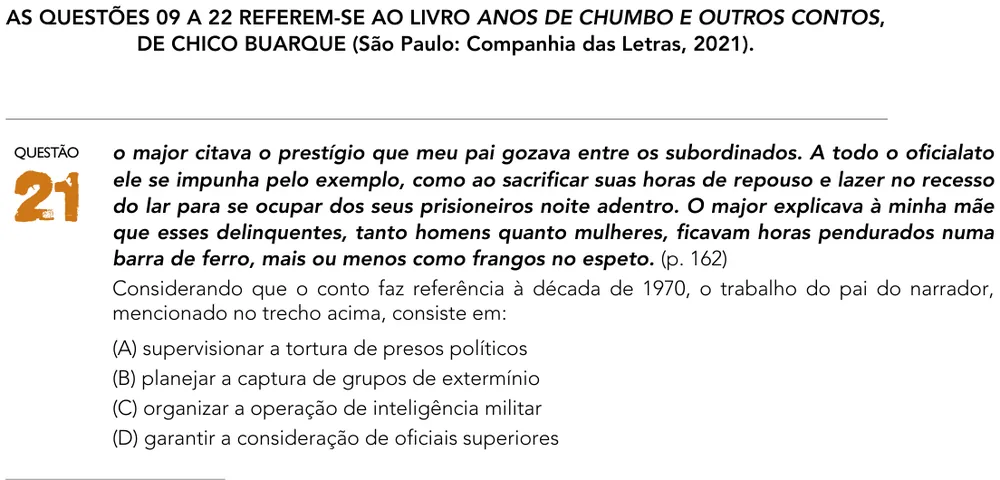 AS QUESTÕES 09 A 22 REFEREM-SE AO LIVRO ANOS DE CHUMBO E OUTROS CONTOS,
DE CHICO BUARQUE (São Paulo: Companhia das Letras, 2021).
QUESTÃO
21
o major citava o prestígio que meu pai gozava entre os subordinados. A todo o oficialato
ele se impunha pelo exemplo, como ao sacrificar suas horas de repouso e lazer no recesso
do lar para se ocupar dos seus prisioneiros noite adentro. O major explicava à minha mãe
que esses delinquentes, tanto homens quanto mulheres, ficavam horas pendurados numa
barra de ferro, mais ou menos como frangos no espeto. (p. 162)
Considerando que o conto faz referência à década de 1970, o trabalho do pai do narrador,
mencionado no trecho acima, consiste em:
(A) supervisionar a tortura de presos políticos
(B) planejar a captura de grupos de extermínio
(C) organizar a operação de inteligência militar
(D) garantir a consideração de oficiais superiores